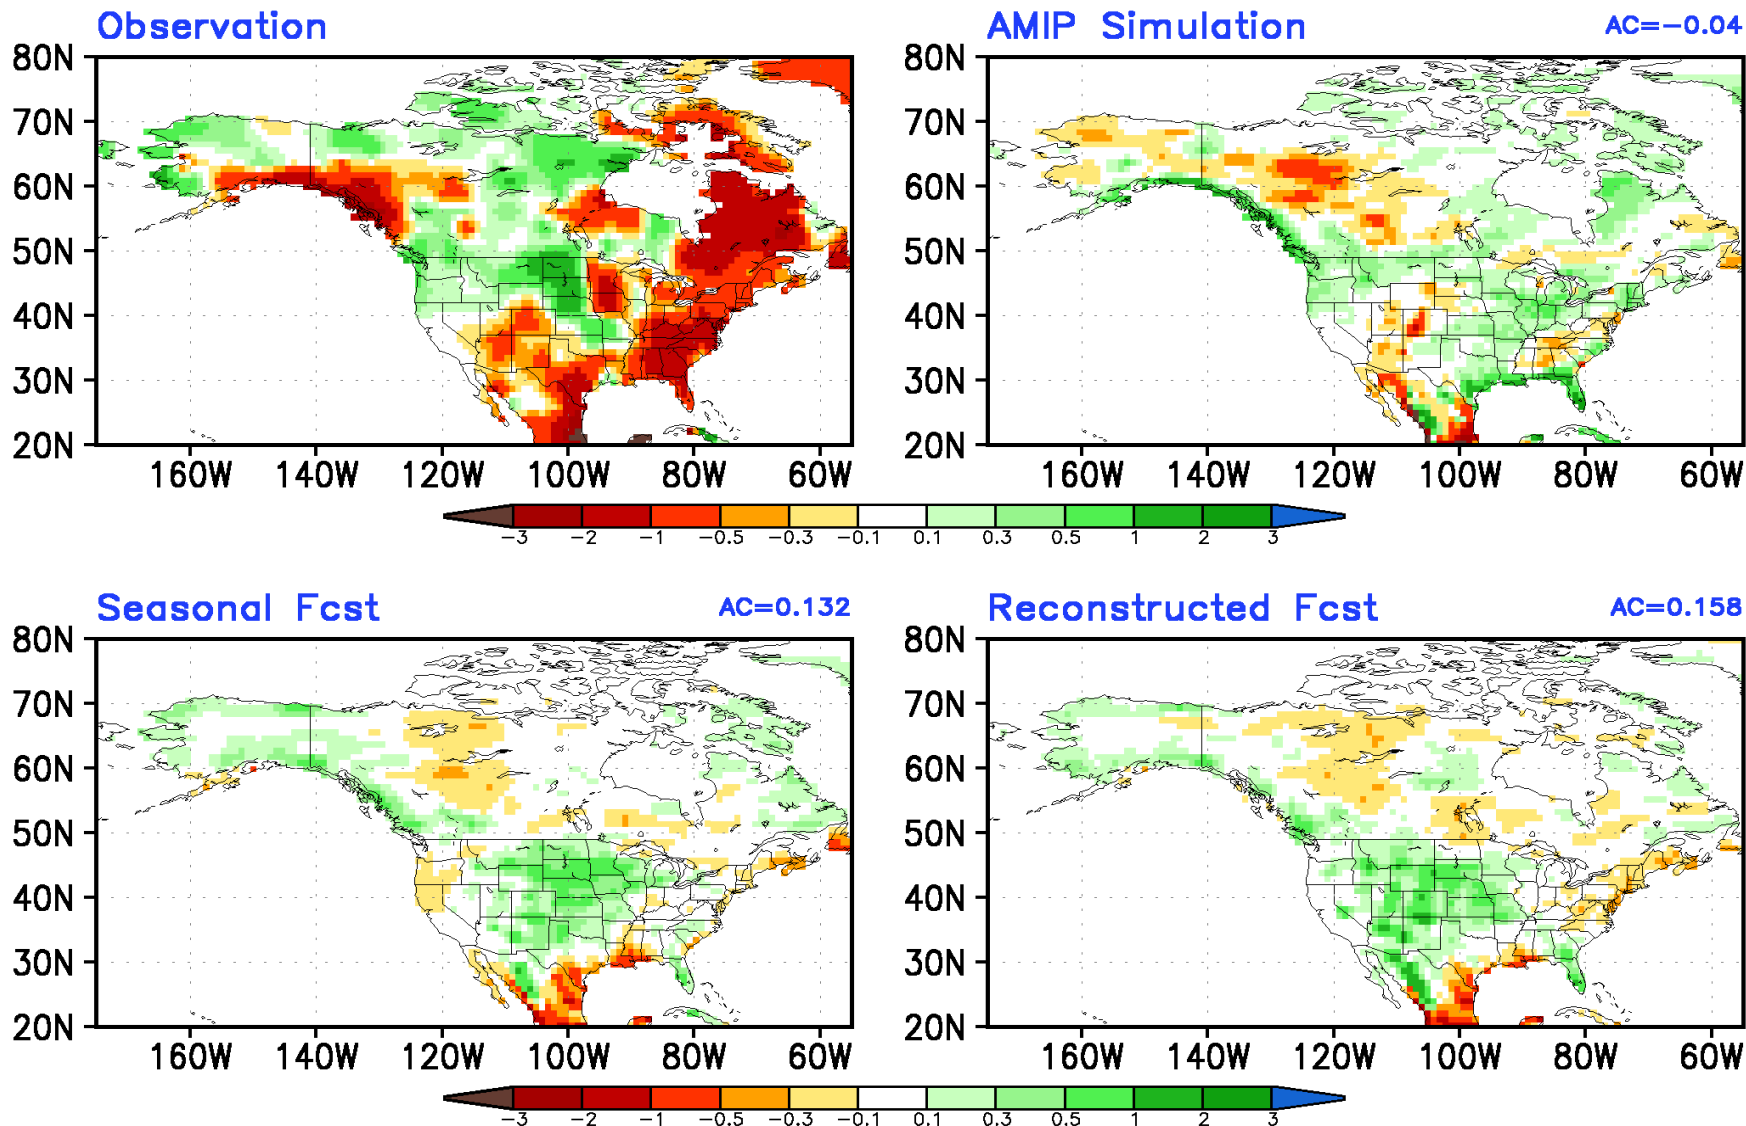 Observation
AMIP Simulation AC=−0.04
80N
70N
60N
50N
40N
30N
20N
160W 140W 120W 100W 80W 60W
80N
70N
60N
50N
40N
30N
20N
160W 140W 120W 100W 80W 60W
−3 −2 −1 −0.5 −0.3 −0.1 0.1 0.3 0.5 1 2 3
Seasonal Fcst AC=0.132
Reconstructed Fcst AC=0.158
80N
70N
60N
50N
40N
30N
20N
160W 140W 120W 100W 80W 60W
80N
70N
60N
50N
40N
30N
20N
160W 140W 120W 100W 80W 60W
−3 −2 −1 −0.5 −0.3 −0.1 0.1 0.3 0.5 1 2 3